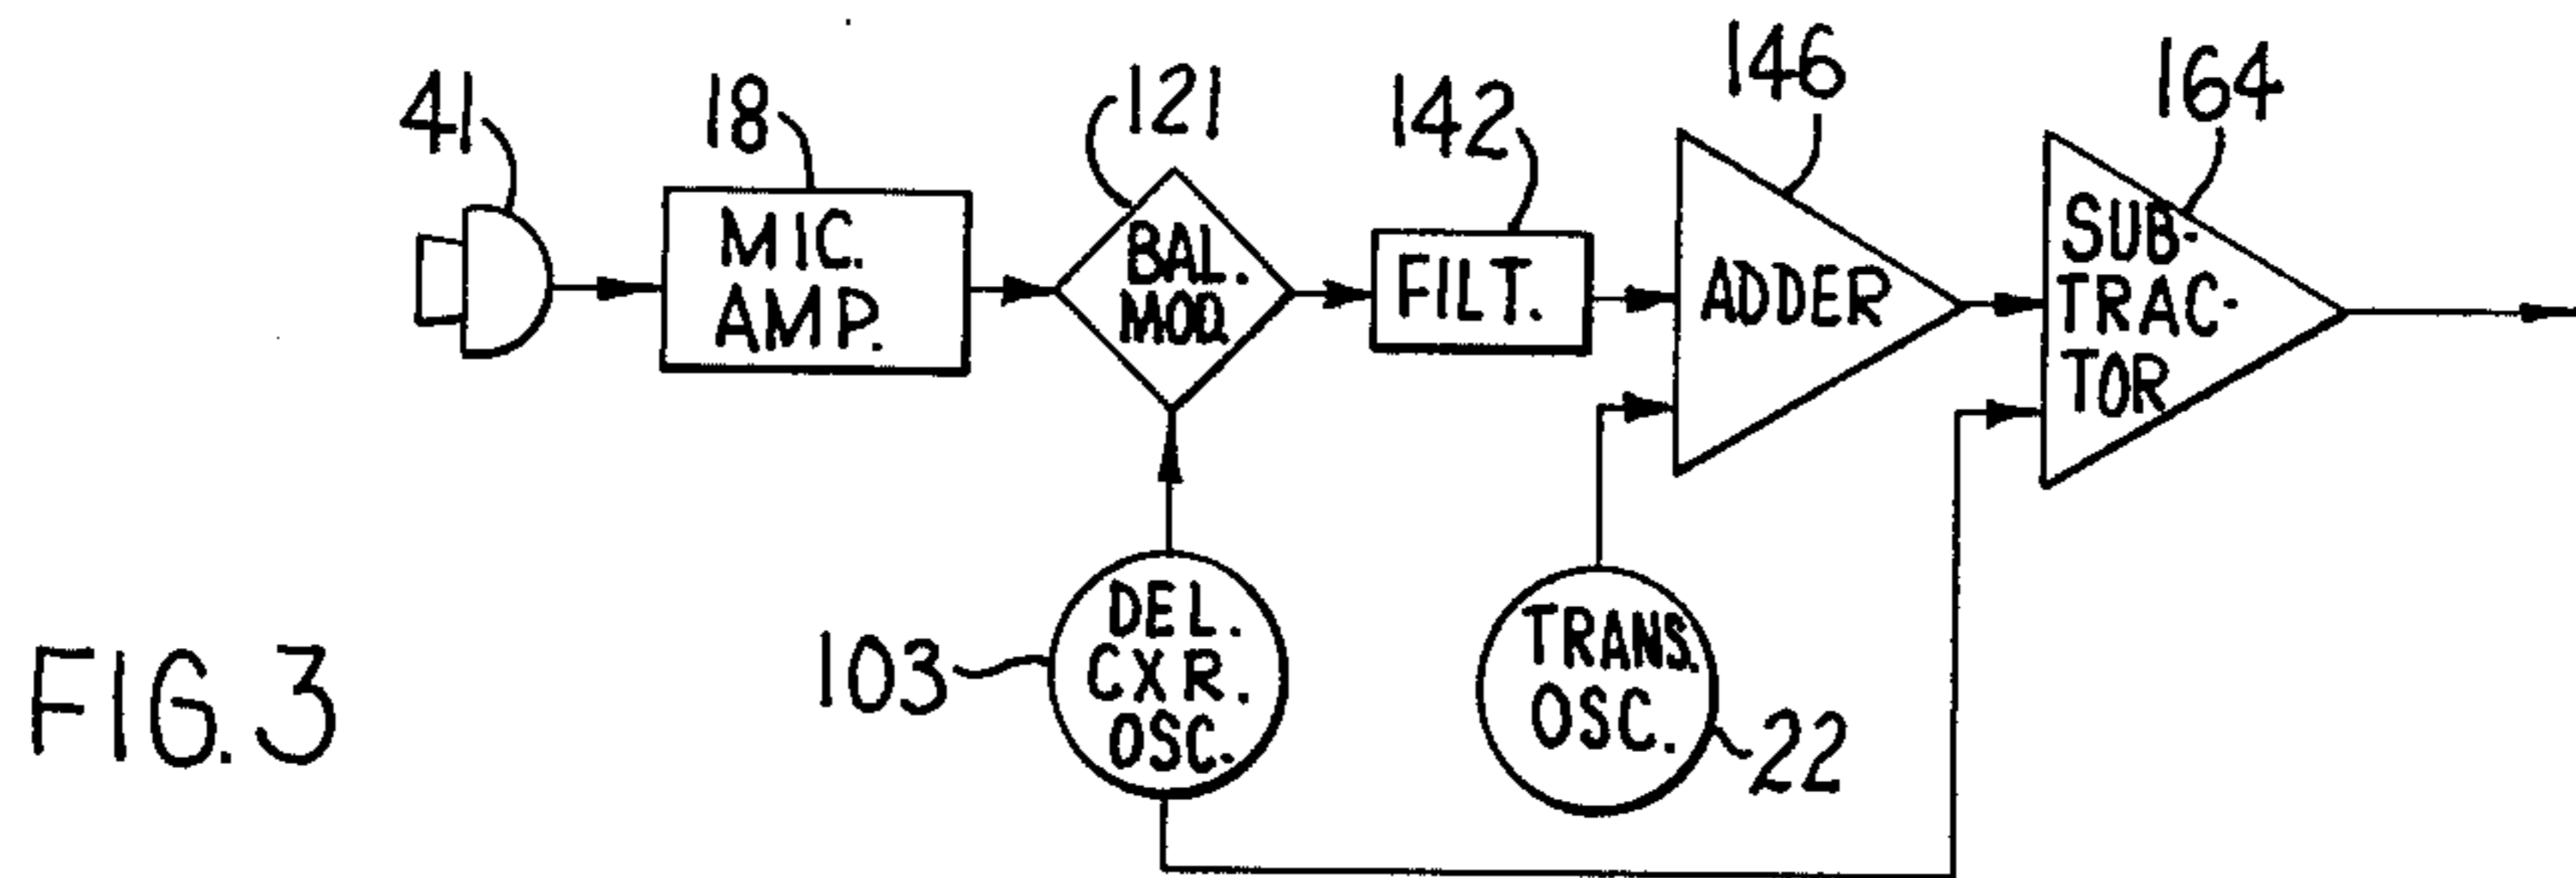 41
18
121
142
146
164
MIC.
AMP.
BAL.
MOD.
FILT.
ADDER
SUB-
TRAC-
TOR
103
DEL.
CXR.
OSC.
TRANS.
OSC.
22
FIG. 3